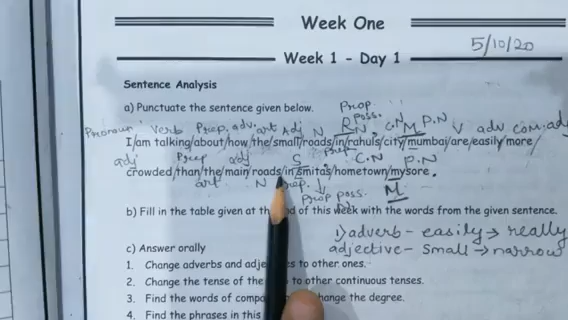 Week One
5/10/20
Week 1 - Day 1
Sentence Analysis
a) Punctuate the sentence given below.
Prop.
Pronoun verb Prep. adv. art Adj N R poss. C.N M P.N V adv com. adj
I/am talking/about/how/the/small/roads/in/rahuls/city/mumbai/are/easily/more/
adj Prep adj S Prep C.N P.N
crowded/than/the/main/roads/in/smitas/hometown/mysore.
art N Prop. M
Prop poss.
b) Fill in the table given at the end of this week with the words from the given sentence.
1) adverb - easily → really
c) Answer orally
adjective - small → narrow
1. Change adverbs and adje to other ones.
2. Change the tense of the to other continuous tenses.
3. Find the words of compa change the degree.
4. Find the phrases in this